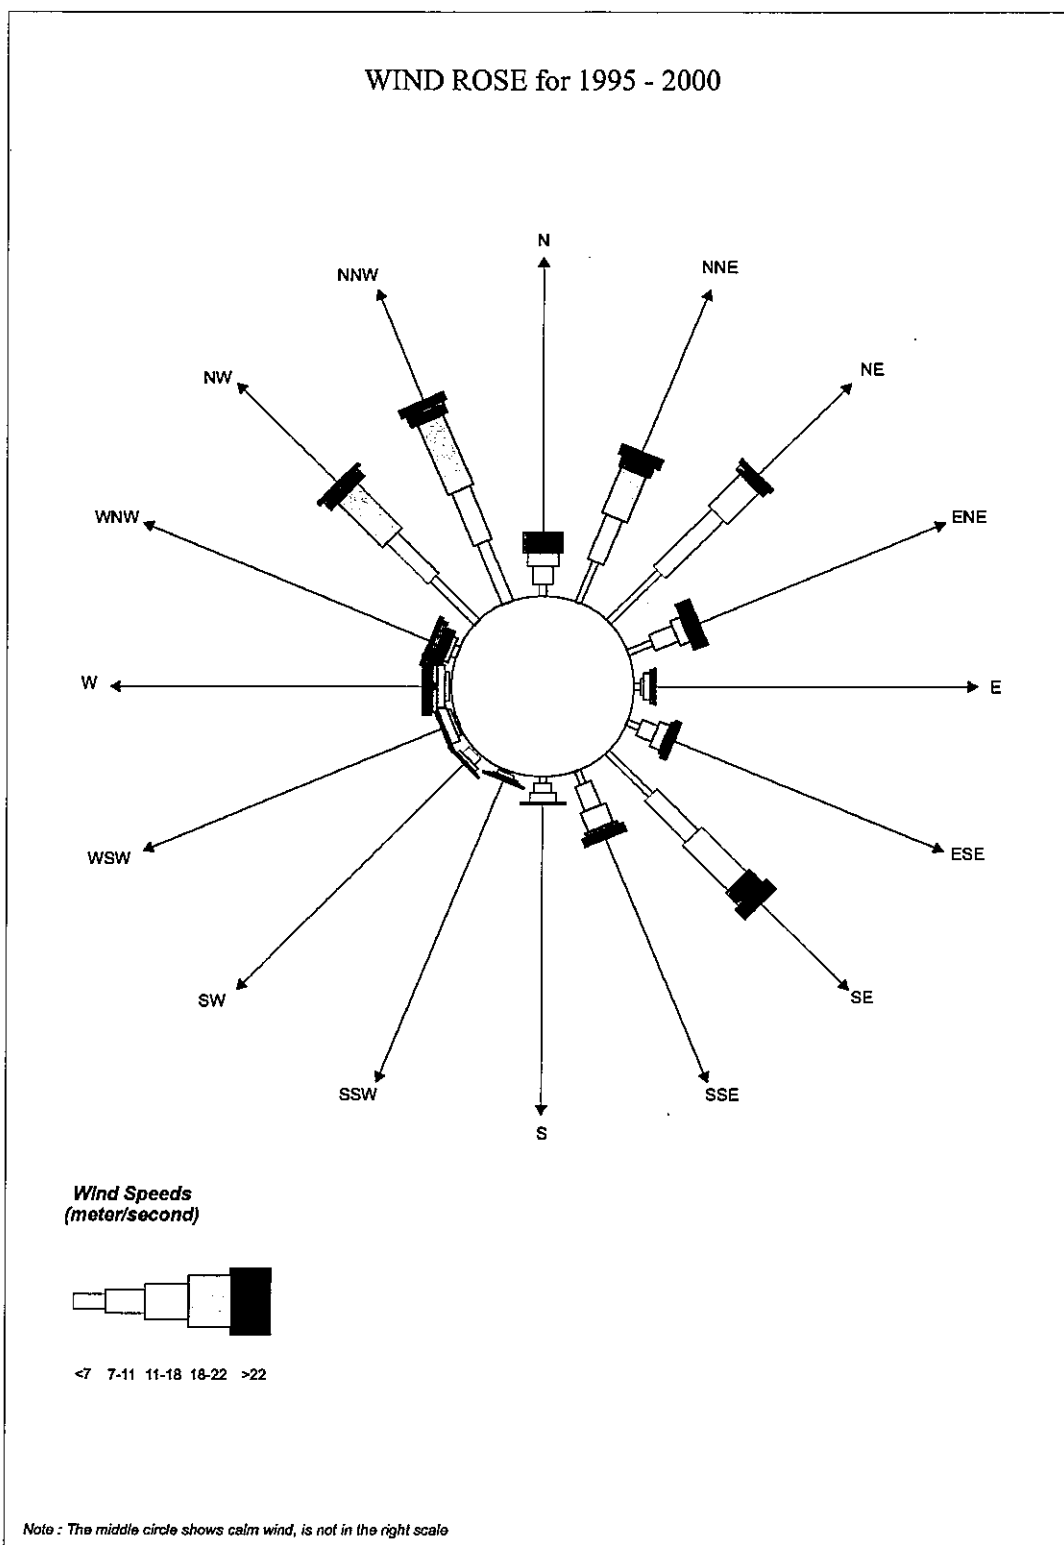 WIND ROSE for 1995 - 2000
N
NNW
NNE
NW
NE
WNW
ENE
W
E
WSW
ESE
SW
SE
SSW
SSE
S
Wind Speeds
(meter/second)
<7 7-11 11-18 18-22 >22
Note : The middle circle shows calm wind, is not in the right scale